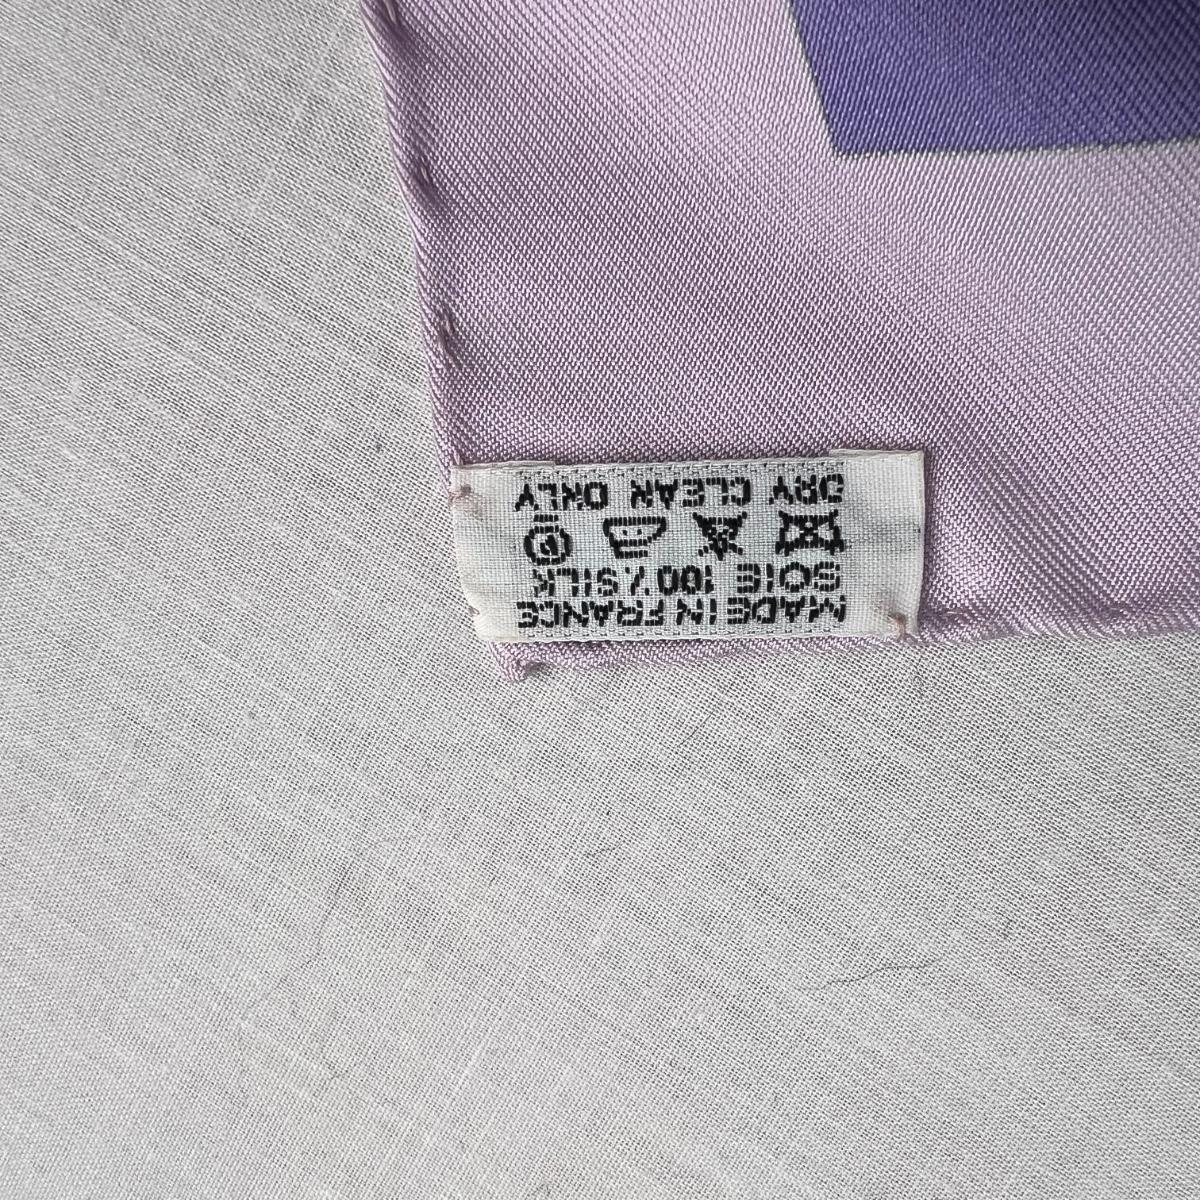 MADE IN FRANCE
SOIE 100% SILK
DRY CLEAN ONLY